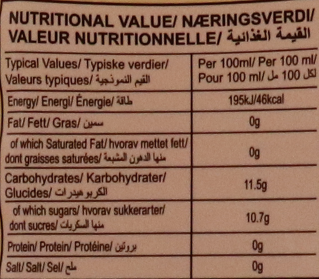 NUTRITIONAL VALUE/ NÆRINGSVERDI/
VALEUR NUTRITIONNELLE/ القيمة الغذائية
Typical Values/ Typiske verdier/
Valeurs typiques/ القيم النموذجية
Per 100ml/ Per 100 ml/
Pour 100 ml/ لكل 100 مل
Energy/ Energi/ Énergie/ طاقة
195kJ/46kcal
Fat/ Fett/ Gras/ سمين
0g
of which Saturated Fat/ hvorav mettet fett/
dont graisses saturées/ منها الدهون المشبعة
0g
Carbohydrates/ Karbohydrater/
Glucides/ الكربوهيدرات
11.5g
of which sugars/ hvorav sukkerarter/
dont sucres/ منها السكريات
10.7g
Protein/ Protein/ Protéine/ بروتين
0g
Salt/ Salt/ Sel/ ملح
0g